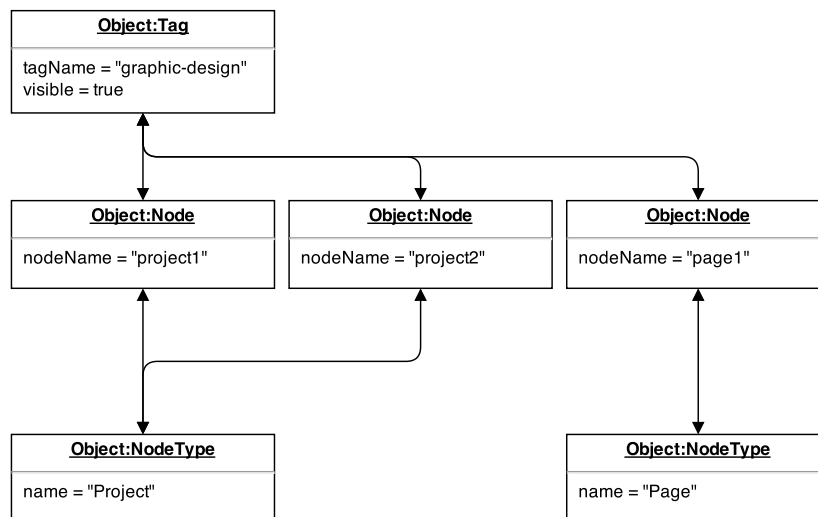 Object:Tag
tagName = "graphic-design"
visible = true
Object:Node
nodeName = "project1"
Object:Node
nodeName = "project2"
Object:Node
nodeName = "page1"
Object:NodeType
name = "Project"
Object:NodeType
name = "Page"